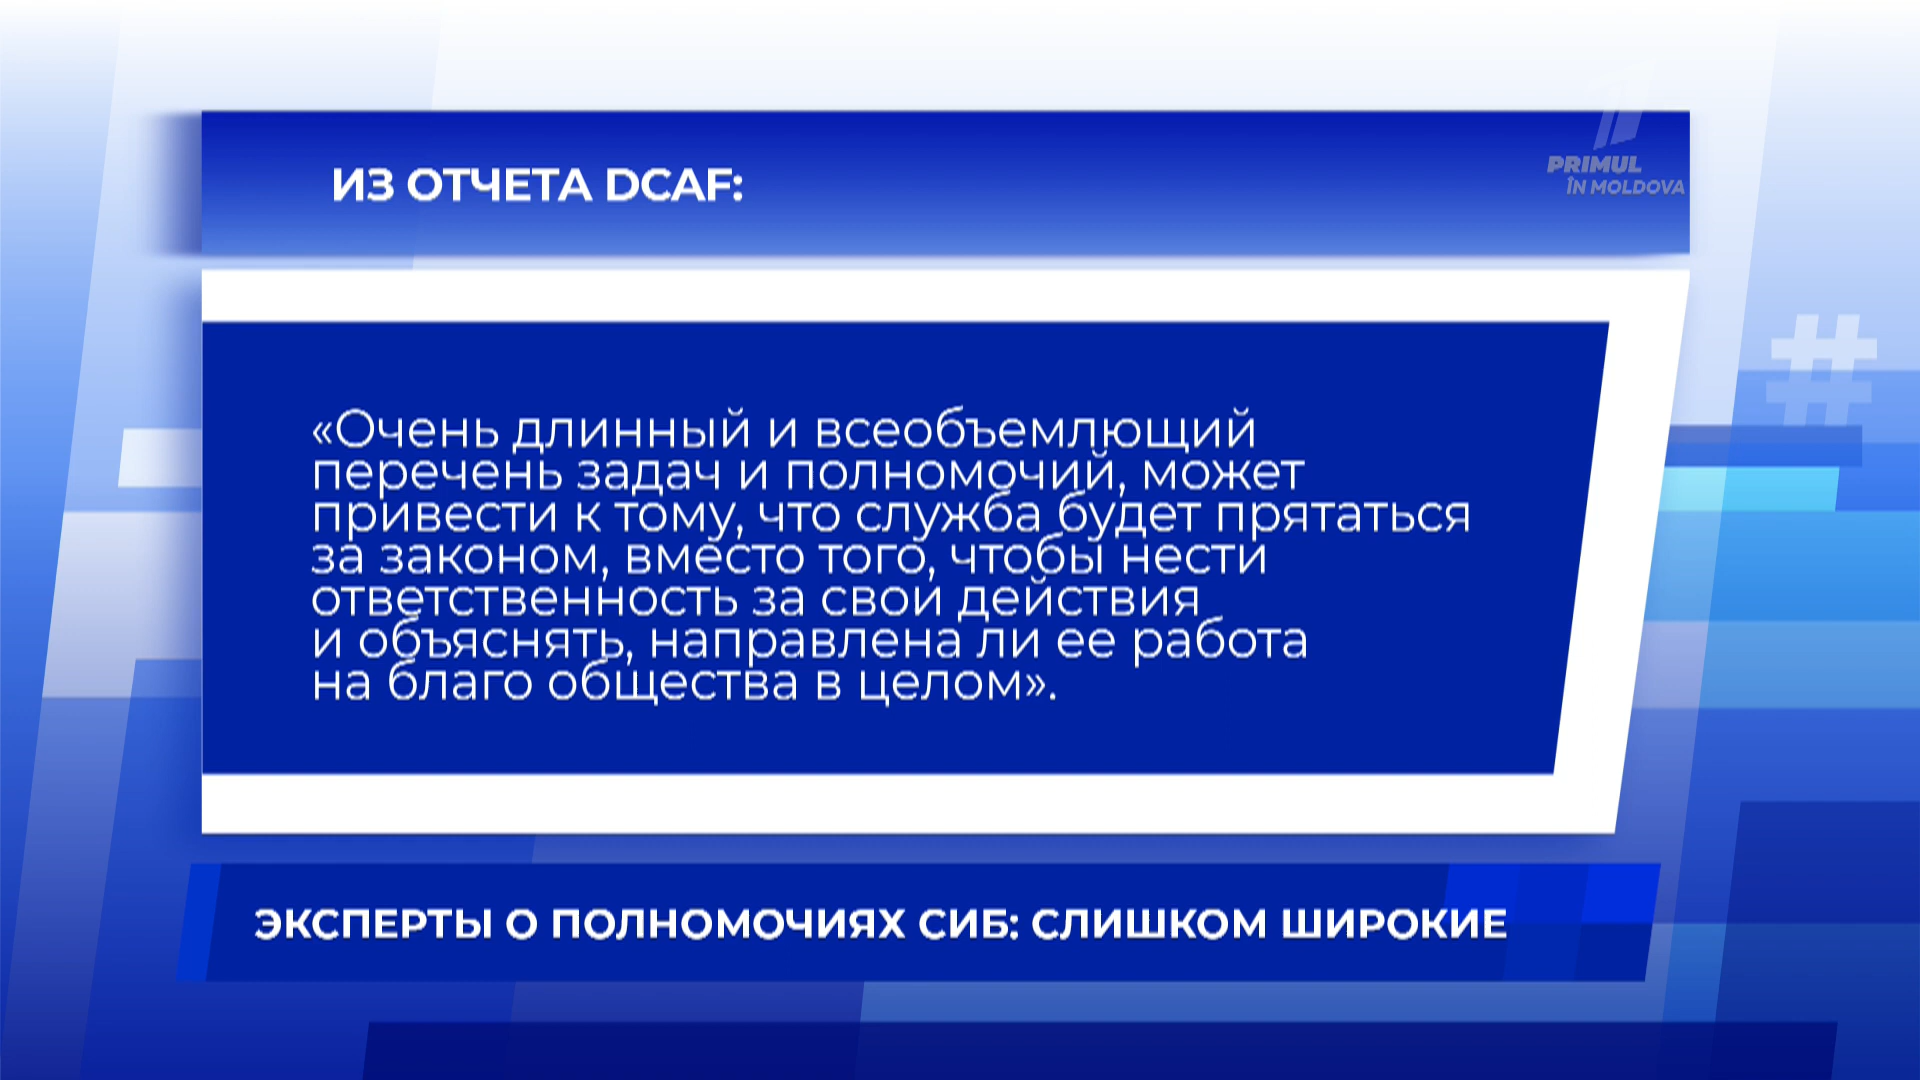 ИЗ ОТЧЕТА DCAF:
PRIMUL
ÎN MOLDOVA
#
«Очень длинный и всеобъемлющий
перечень задач и полномочий, может
привести к тому, что служба будет прятаться
за законом, вместо того, чтобы нести
ответственность за свои действия
и объяснять, направлена ли ее работа
на благо общества в целом».
ЭКСПЕРТЫ О ПОЛНОМОЧИЯХ СИБ: СЛИШКОМ ШИРОКИЕ